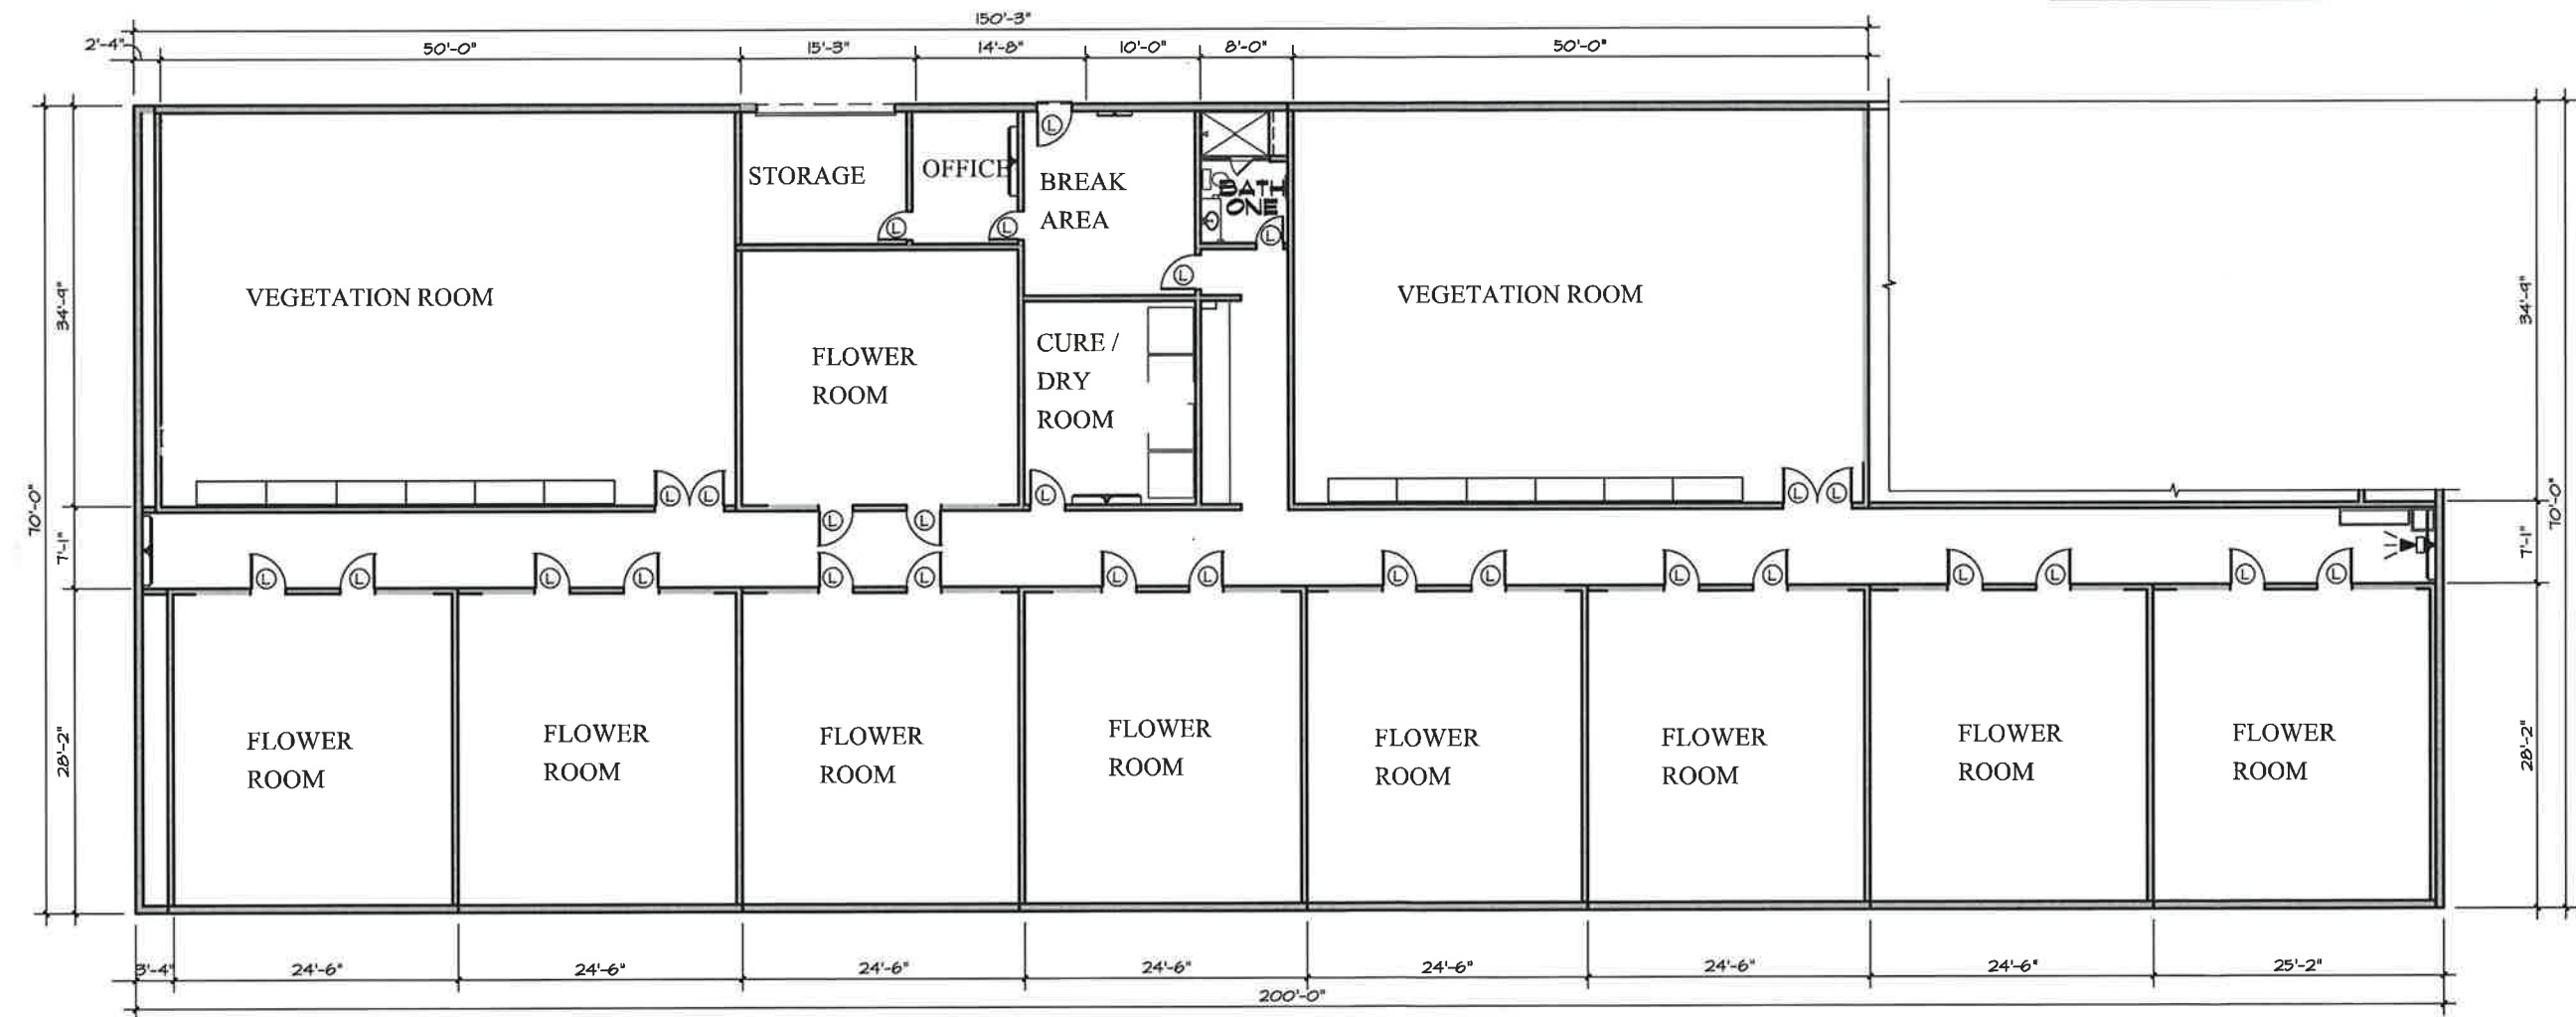 150'-3"
2'-4" 50'-0" 15'-3" 14'-8" 10'-0" 8'-0" 50'-0"
STORAGE
OFFICE
BREAK
AREA
BATH
ONE
L
L
L
L
L
VEGETATION ROOM
FLOWER
ROOM
CURE /
DRY
ROOM
VEGETATION ROOM
34'-9"
34'-9"
70'-0"
70'-0"
L L
L
L L
L L
7'-1"
7'-1"
L L L L L L L L L L L L L L L L
28'-2"
28'-2"
FLOWER
ROOM
FLOWER
ROOM
FLOWER
ROOM
FLOWER
ROOM
FLOWER
ROOM
FLOWER
ROOM
FLOWER
ROOM
FLOWER
ROOM
3'-4" 24'-6" 24'-6" 24'-6" 24'-6" 24'-6" 24'-6" 24'-6" 25'-2"
200'-0"